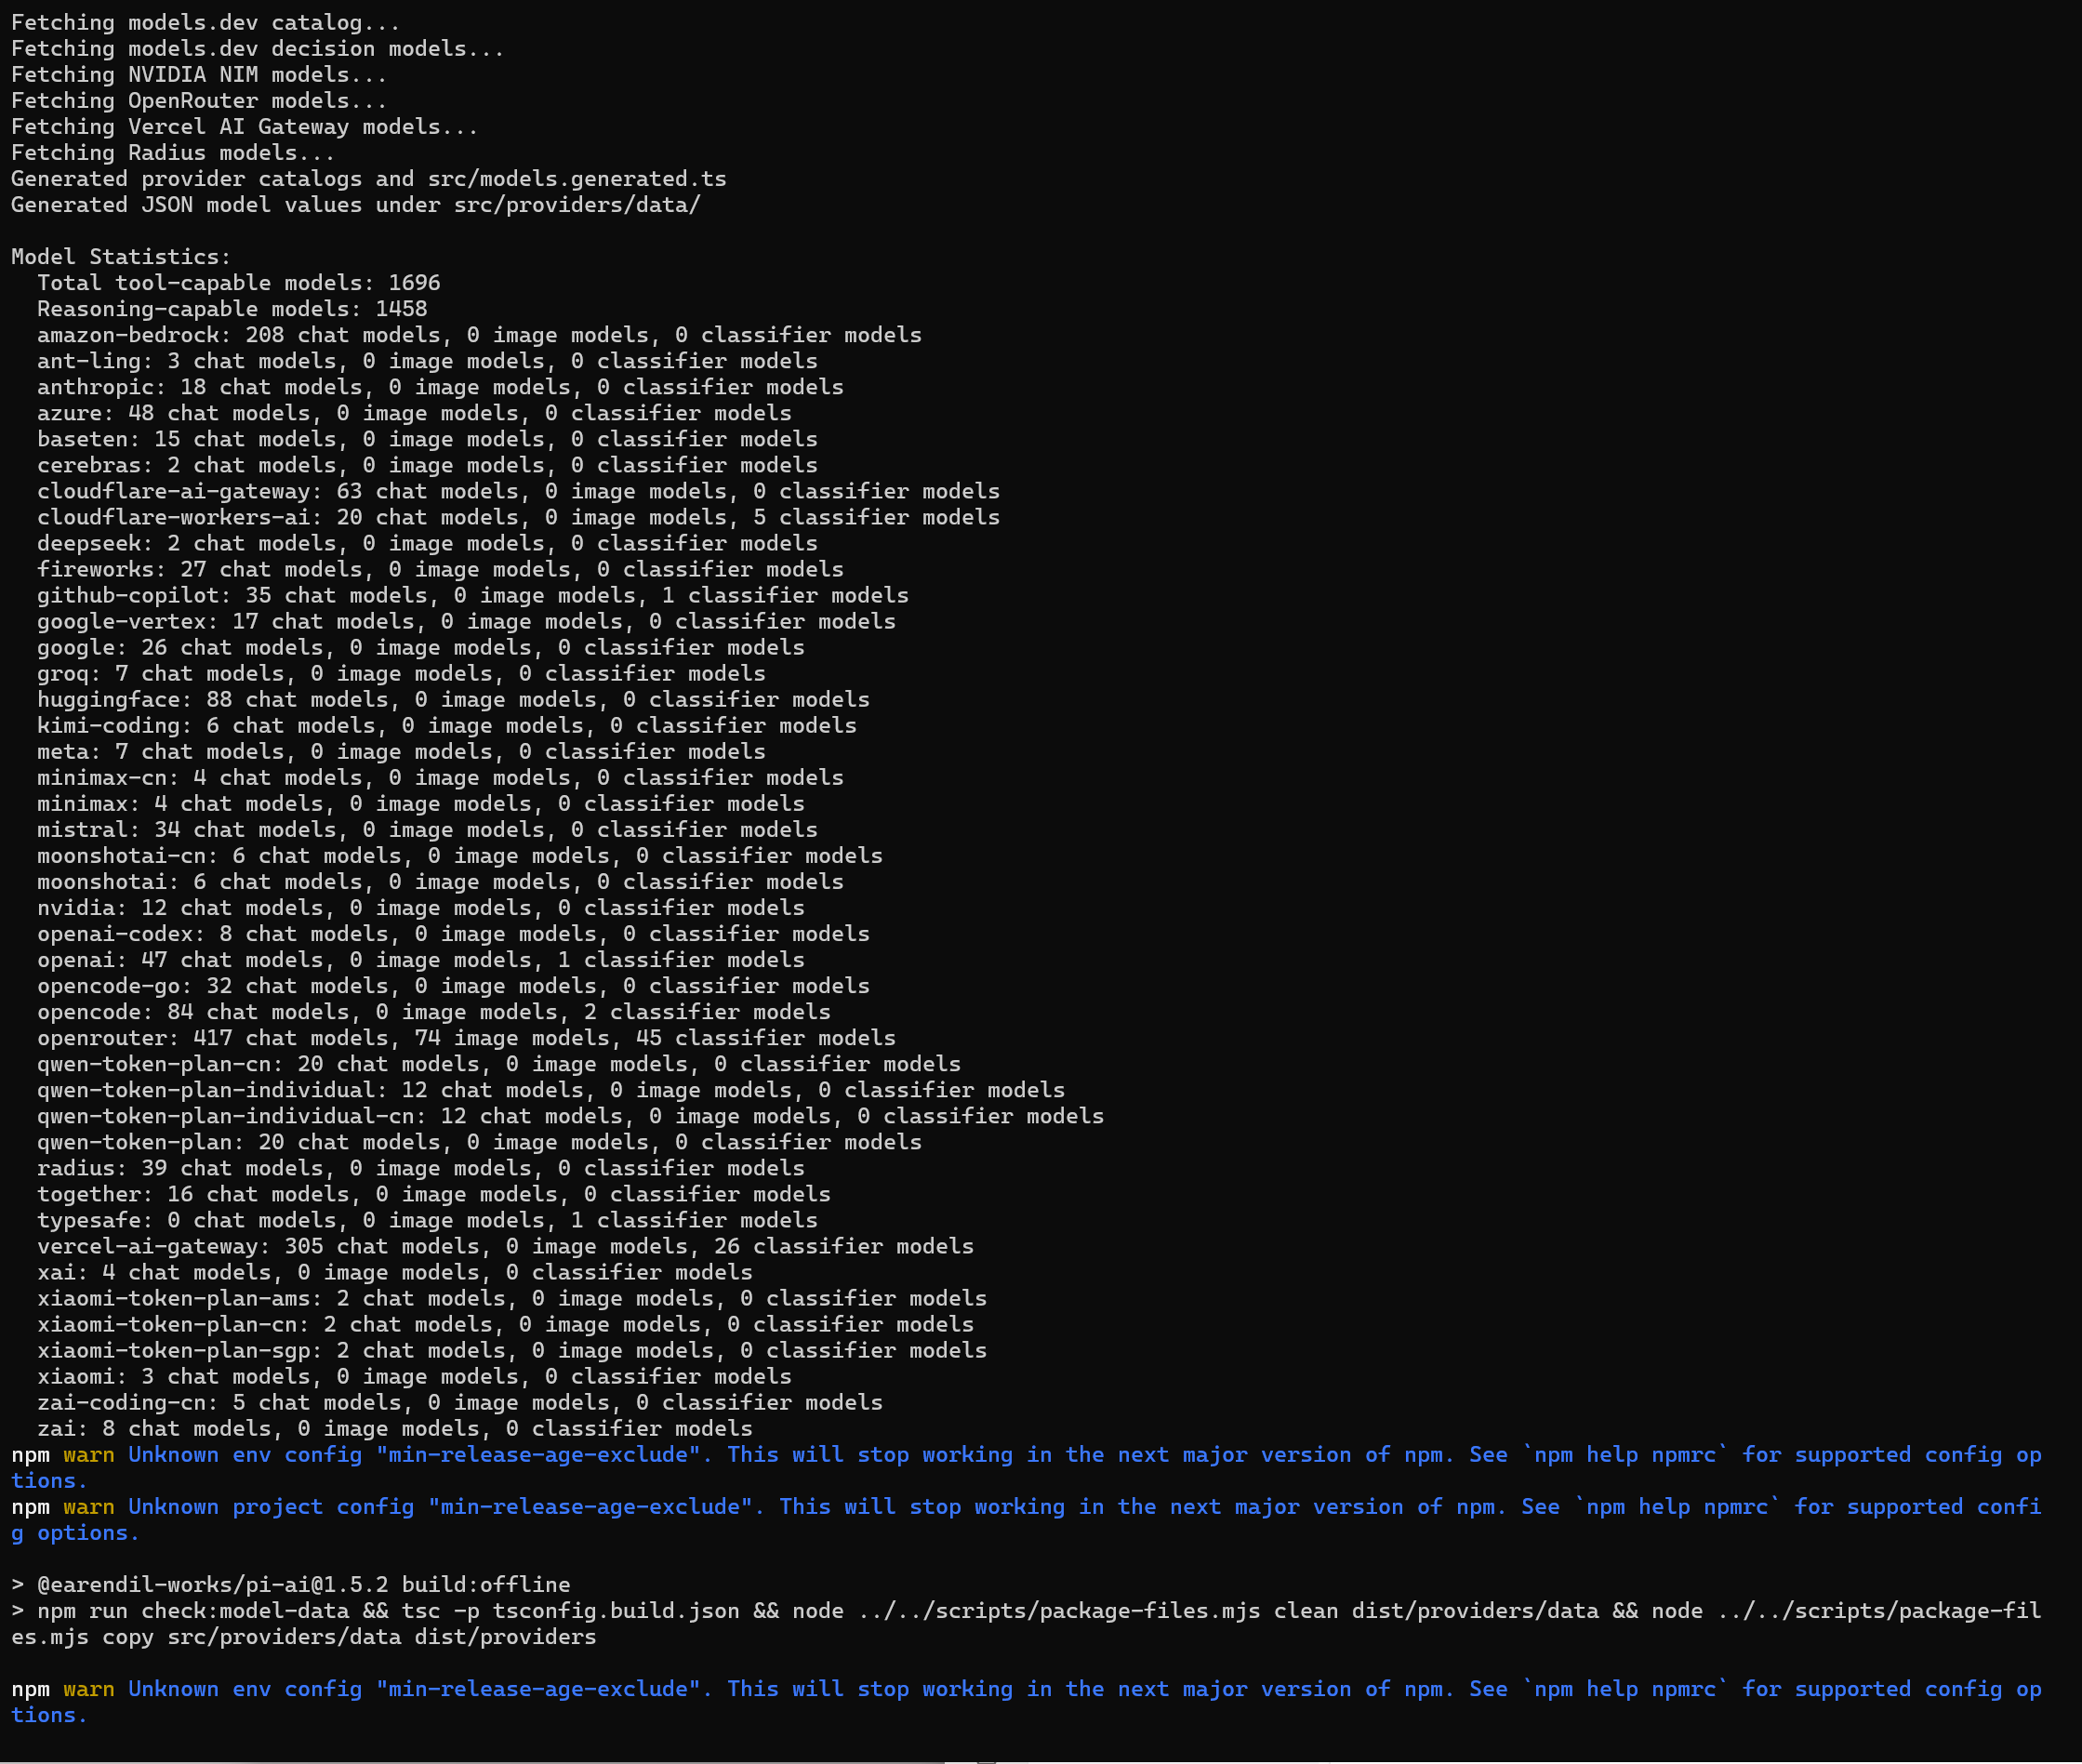 Fetching models.dev catalog...
Fetching models.dev decision models...
Fetching NVIDIA NIM models...
Fetching OpenRouter models...
Fetching Vercel AI Gateway models...
Fetching Radius models...
Generated provider catalogs and src/models.generated.ts
Generated JSON model values under src/providers/data/

Model Statistics:
  Total tool-capable models: 1696
  Reasoning-capable models: 1458
  amazon-bedrock: 208 chat models, 0 image models, 0 classifier models
  ant-ling: 3 chat models, 0 image models, 0 classifier models
  anthropic: 18 chat models, 0 image models, 0 classifier models
  azure: 48 chat models, 0 image models, 0 classifier models
  baseten: 15 chat models, 0 image models, 0 classifier models
  cerebras: 2 chat models, 0 image models, 0 classifier models
  cloudflare-ai-gateway: 63 chat models, 0 image models, 0 classifier models
  cloudflare-workers-ai: 20 chat models, 0 image models, 5 classifier models
  deepseek: 2 chat models, 0 image models, 0 classifier models
  fireworks: 27 chat models, 0 image models, 0 classifier models
  github-copilot: 35 chat models, 0 image models, 1 classifier models
  google-vertex: 17 chat models, 0 image models, 0 classifier models
  google: 26 chat models, 0 image models, 0 classifier models
  groq: 7 chat models, 0 image models, 0 classifier models
  huggingface: 88 chat models, 0 image models, 0 classifier models
  kimi-coding: 6 chat models, 0 image models, 0 classifier models
  meta: 7 chat models, 0 image models, 0 classifier models
  minimax-cn: 4 chat models, 0 image models, 0 classifier models
  minimax: 4 chat models, 0 image models, 0 classifier models
  mistral: 34 chat models, 0 image models, 0 classifier models
  moonshotai-cn: 6 chat models, 0 image models, 0 classifier models
  moonshotai: 6 chat models, 0 image models, 0 classifier models
  nvidia: 12 chat models, 0 image models, 0 classifier models
  openai-codex: 8 chat models, 0 image models, 0 classifier models
  openai: 47 chat models, 0 image models, 1 classifier models
  opencode-go: 32 chat models, 0 image models, 0 classifier models
  opencode: 84 chat models, 0 image models, 2 classifier models
  openrouter: 417 chat models, 74 image models, 45 classifier models
  qwen-token-plan-cn: 20 chat models, 0 image models, 0 classifier models
  qwen-token-plan-individual: 12 chat models, 0 image models, 0 classifier models
  qwen-token-plan-individual-cn: 12 chat models, 0 image models, 0 classifier models
  qwen-token-plan: 20 chat models, 0 image models, 0 classifier models
  radius: 39 chat models, 0 image models, 0 classifier models
  together: 16 chat models, 0 image models, 0 classifier models
  typesafe: 0 chat models, 0 image models, 1 classifier models
  vercel-ai-gateway: 305 chat models, 0 image models, 26 classifier models
  xai: 4 chat models, 0 image models, 0 classifier models
  xiaomi-token-plan-ams: 2 chat models, 0 image models, 0 classifier models
  xiaomi-token-plan-cn: 2 chat models, 0 image models, 0 classifier models
  xiaomi-token-plan-sgp: 2 chat models, 0 image models, 0 classifier models
  xiaomi: 3 chat models, 0 image models, 0 classifier models
  zai-coding-cn: 5 chat models, 0 image models, 0 classifier models
  zai: 8 chat models, 0 image models, 0 classifier models
npm warn Unknown env config "min-release-age-exclude". This will stop working in the next major version of npm. See `npm help npmrc` for supported config op
tions.
npm warn Unknown project config "min-release-age-exclude". This will stop working in the next major version of npm. See `npm help npmrc` for supported confi
g options.

> @earendil-works/pi-ai@1.5.2 build:offline
> npm run check:model-data && tsc -p tsconfig.build.json && node ../../scripts/package-files.mjs clean dist/providers/data && node ../../scripts/package-fil
es.mjs copy src/providers/data dist/providers

npm warn Unknown env config "min-release-age-exclude". This will stop working in the next major version of npm. See `npm help npmrc` for supported config op
tions.